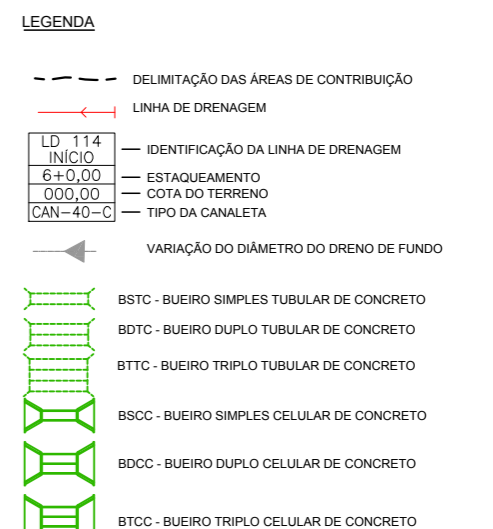 LEGENDA
DELIMITAÇÃO DAS ÁREAS DE CONTRIBUIÇÃO
LINHA DE DRENAGEM
LD 114
INÍCIO
IDENTIFICAÇÃO DA LINHA DE DRENAGEM
6+0,00
ESTAQUEAMENTO
000,00
COTA DO TERRENO
CAN-40-C
TIPO DA CANALETA
VARIAÇÃO DO DIÂMETRO DO DRENO DE FUNDO
BSTC - BUEIRO SIMPLES TUBULAR DE CONCRETO
BDTC - BUEIRO DUPLO TUBULAR DE CONCRETO
BTTC - BUEIRO TRIPLO TUBULAR DE CONCRETO
BSCC - BUEIRO SIMPLES CELULAR DE CONCRETO
BDCC - BUEIRO DUPLO CELULAR DE CONCRETO
BTCC - BUEIRO TRIPLO CELULAR DE CONCRETO